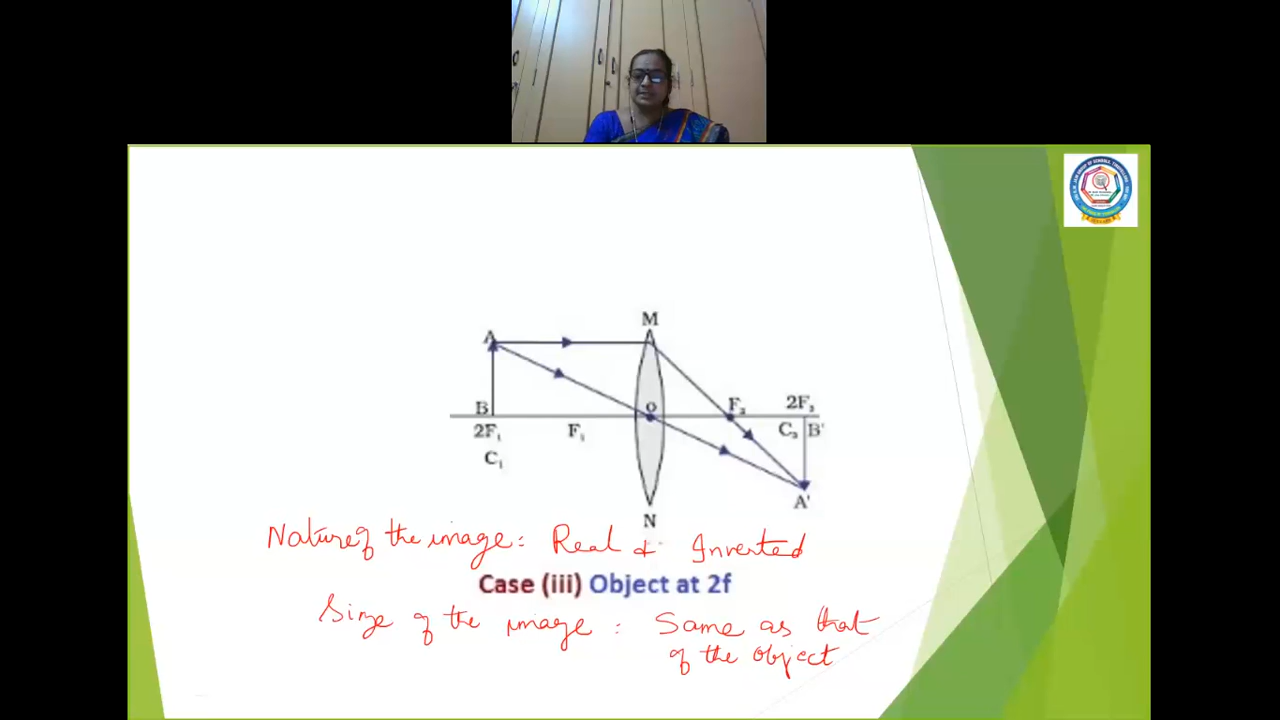 M
A
O
F₂
2F₂
B
2F₁
F₁
C₂
B'
C₁
A'
N
Nature of the image: Real & Inverted
Case (iii) Object at 2f
Size of the image : Same as that
of the object